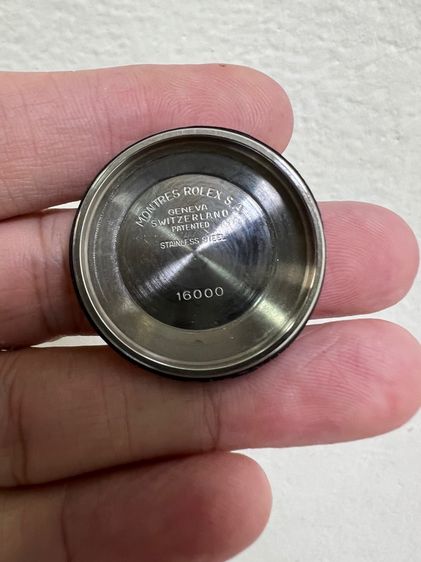 MONTRES ROLEX S.A.
GENEVA
SWITZERLAND
PATENTED
STAINLESS STEEL
16000